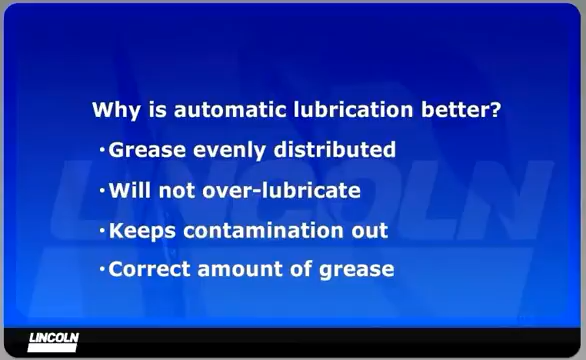 Why is automatic lubrication better?
•Grease evenly distributed
•Will not over-lubricate
•Keeps contamination out
•Correct amount of grease
LINCOLN
LINCOLN